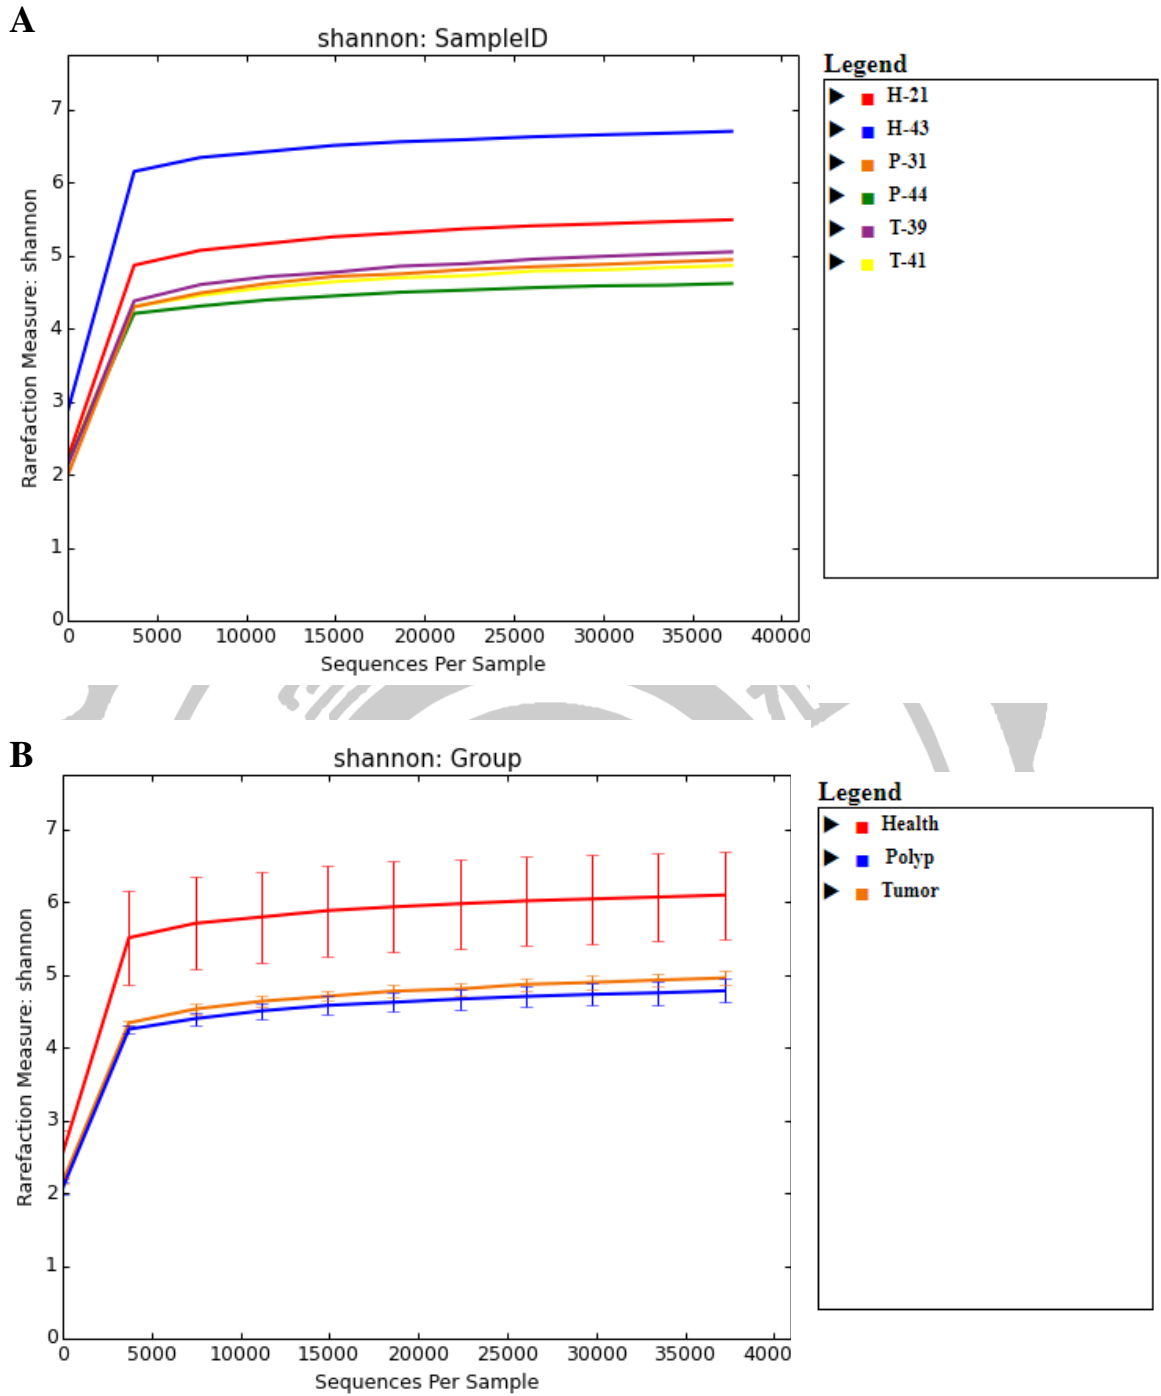 A
shannon: SampleID
Rarefaction Measure: shannon
7
6
5
4
3
2
1
0
0 5000 10000 15000 20000 25000 30000 35000 40000
Sequences Per Sample
Legend
H-21
H-43
P-31
P-44
T-39
T-41
B
shannon: Group
Rarefaction Measure: shannon
7
6
5
4
3
2
1
0
0 5000 10000 15000 20000 25000 30000 35000 4000
Sequences Per Sample
Legend
Health
Polyp
Tumor